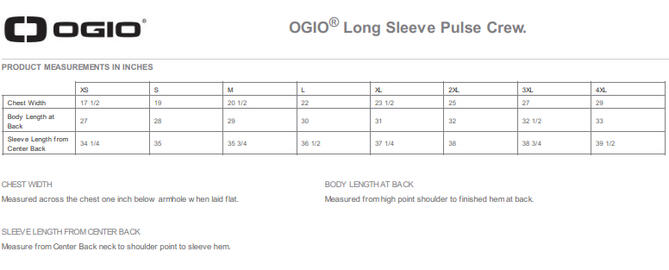 OGIO®
OGIO® Long Sleeve Pulse Crew.
PRODUCT MEASUREMENTS IN INCHES
XS S M L XL 2XL 3XL 4XL
Chest Width 17 1/2 19 20 1/2 22 23 1/2 25 27 29
Body Length at
Back 27 28 29 30 31 32 32 1/2 33
Sleeve Length from
Center Back 34 1/4 35 35 3/4 36 1/2 37 1/4 38 38 3/4 39 1/2
CHEST WIDTH
Measured across the chest one inch below armhole when laid flat.
BODY LENGTH AT BACK
Measured from high point shoulder to finished hem at back.
SLEEVE LENGTH FROM CENTER BACK
Measure from Center Back neck to shoulder point to sleeve hem.